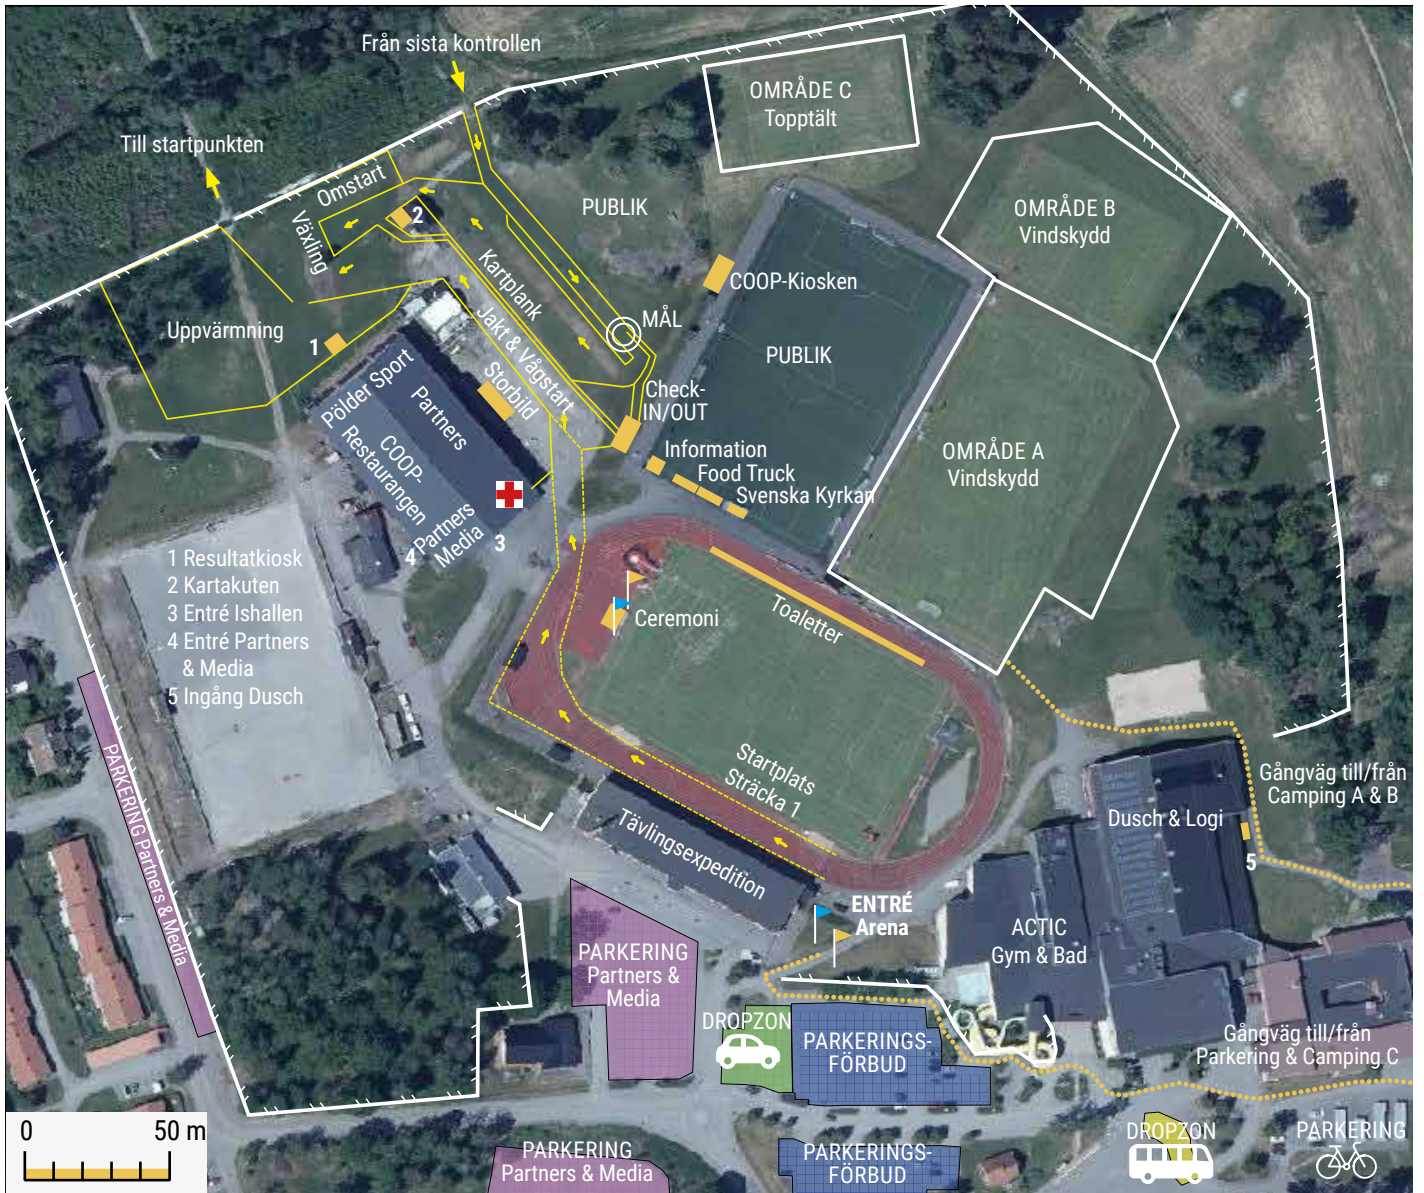 Från sista kontrollen
OMRÅDE C
Topptält
Till startpunkten
Omstart
2
PUBLIK
OMRÅDE B
Vindskydd
Växling
Kartplank
COOP-Kiosken
Uppvärmning
1
MÅL
Jakt & Vågstart
PUBLIK
Storbild
Pölder Sport
Partners
Check-
IN/OUT
COOP-
Restaurangen
Information
Food Truck
Svenska Kyrkan
OMRÅDE A
Vindskydd
Partners
Media
4
3
1 Resultatkiosk
2 Kartakuten
3 Entré Ishallen
4 Entré Partners
& Media
5 Ingång Dusch
Ceremoni
Toaletter
Startplats
Sträcka 1
Tävlingsexpedition
PARKERING Partners & Media
Gångväg till/från
Camping A & B
Dusch & Logi
5
ENTRÉ
Arena
ACTIC
Gym & Bad
PARKERING
Partners &
Media
DROPZON
PARKERINGS-
FÖRBUD
Gångväg till/från
Parkering & Camping C
0 50 m
PARKERING
Partners & Media
PARKERINGS-
FÖRBUD
DROPZON
PARKERING